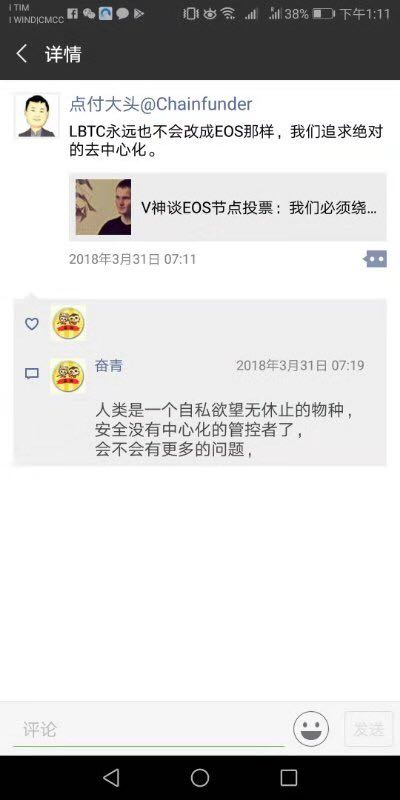 I TIM
I WIND|CMCC
38%
下午1:11
详情
点付大头@Chainfunder
LBTC永远也不会改成EOS那样，我们追求绝对
的去中心化。
V神谈EOS节点投票：我们必须绕...
2018年3月31日 07:11
奋青
2018年3月31日 07:19
人类是一个自私欲望无休止的物种，
安全没有中心化的管控者了，
会不会有更多的问题，
评论
发送